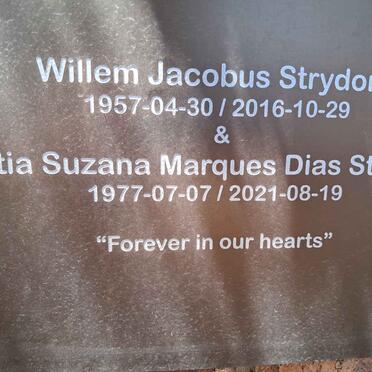 Willem Jacobus Strydo
1957-04-30 / 2016-10-29
&
tia Suzana Marques Dias St
1977-07-07 / 2021-08-19
“Forever in our hearts”